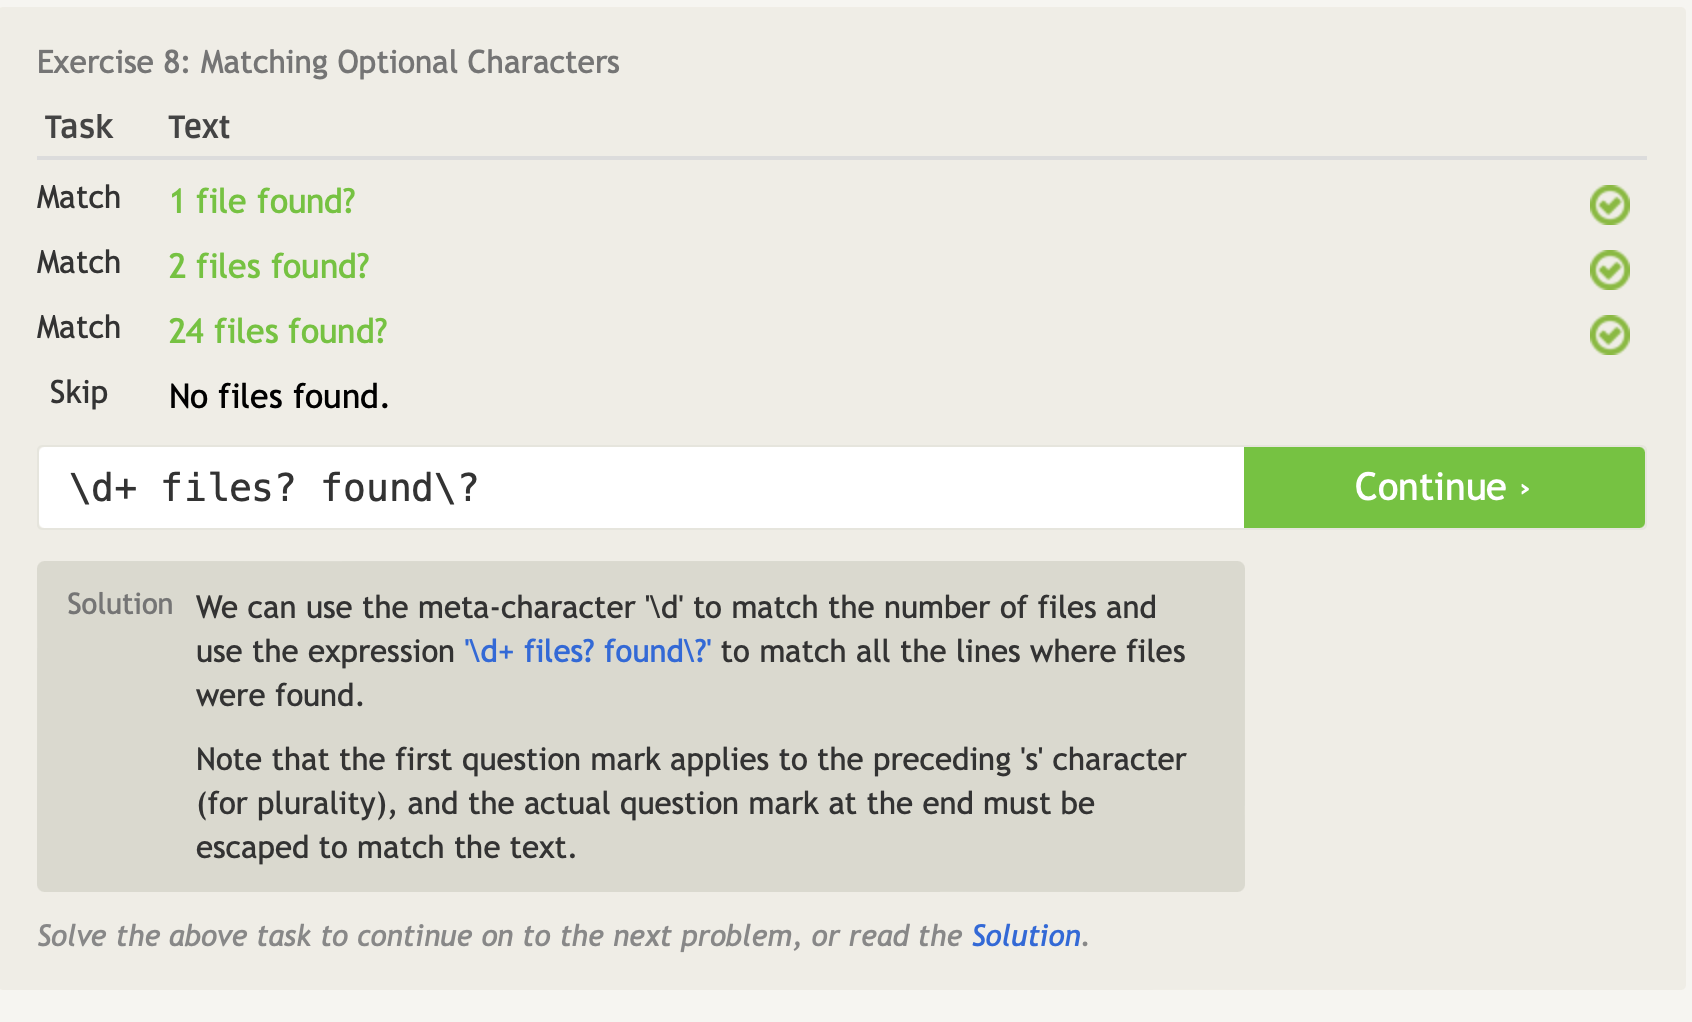 Exercise 8: Matching Optional Characters
Task Text
Match 1 file found?
Match 2 files found?
Match 24 files found?
Skip No files found.
\d+ files? found\?
Continue ›
Solution We can use the meta-character '\d' to match the number of files and
use the expression '\d+ files? found\?' to match all the lines where files
were found.
Note that the first question mark applies to the preceding 's' character
(for plurality), and the actual question mark at the end must be
escaped to match the text.
Solve the above task to continue on to the next problem, or read the Solution.